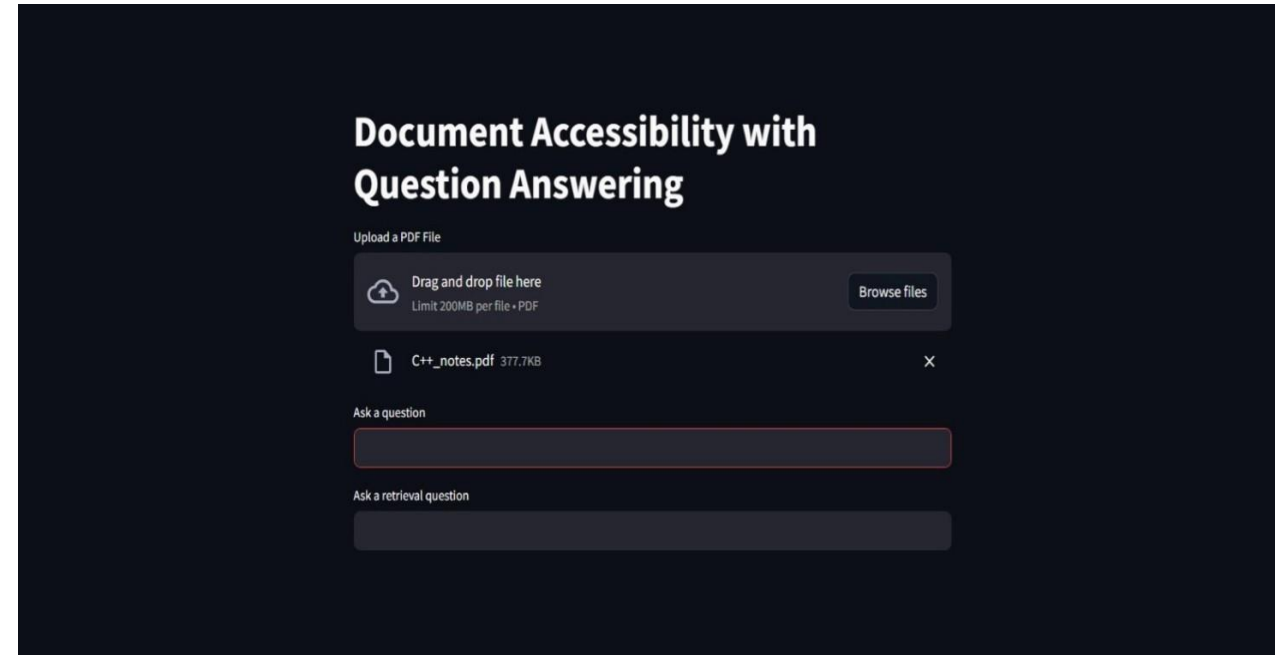 Document Accessibility with
Question Answering
Upload a PDF File
Drag and drop file here
Limit 200MB per file • PDF
Browse files
C++_notes.pdf 377.7KB
X
Ask a question
Ask a retrieval question